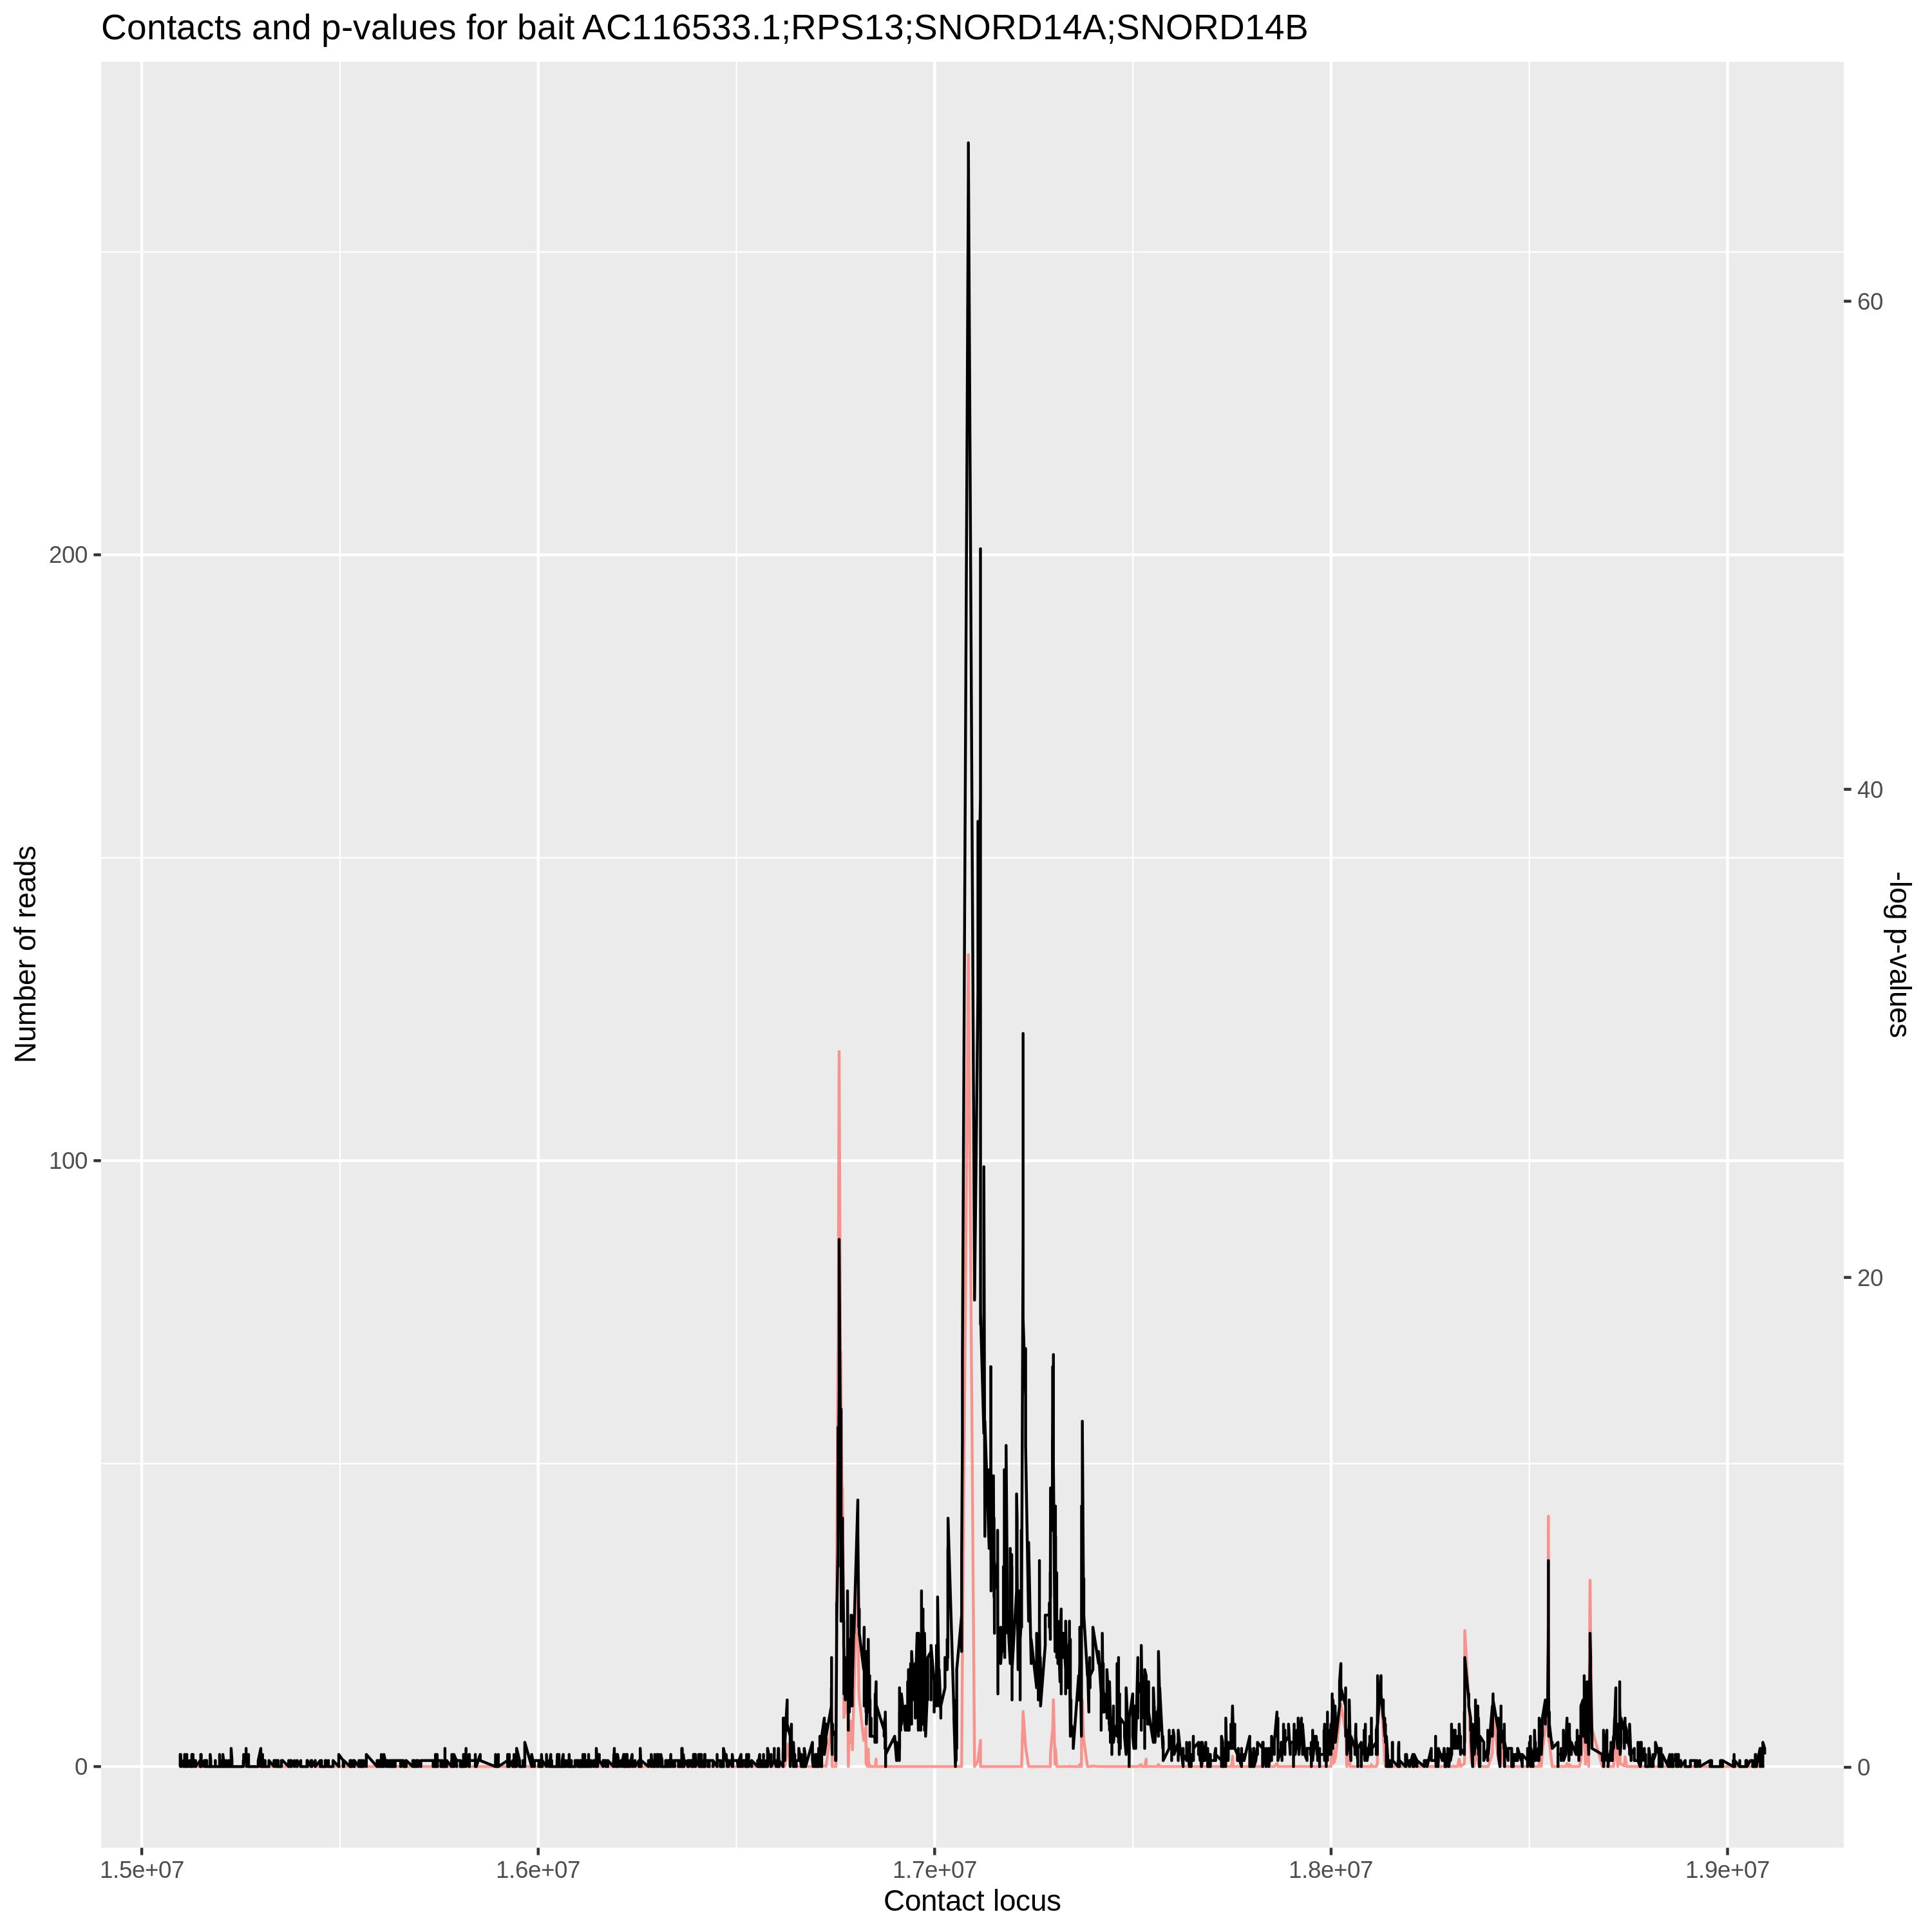 Contacts and p-values for bait AC116533.1;RPS13;SNORD14A;SNORD14B
200
100
0
Number of reads
60
40
20
0
-log p-values
1.5e+07
1.6e+07
1.7e+07
1.8e+07
1.9e+07
Contact locus